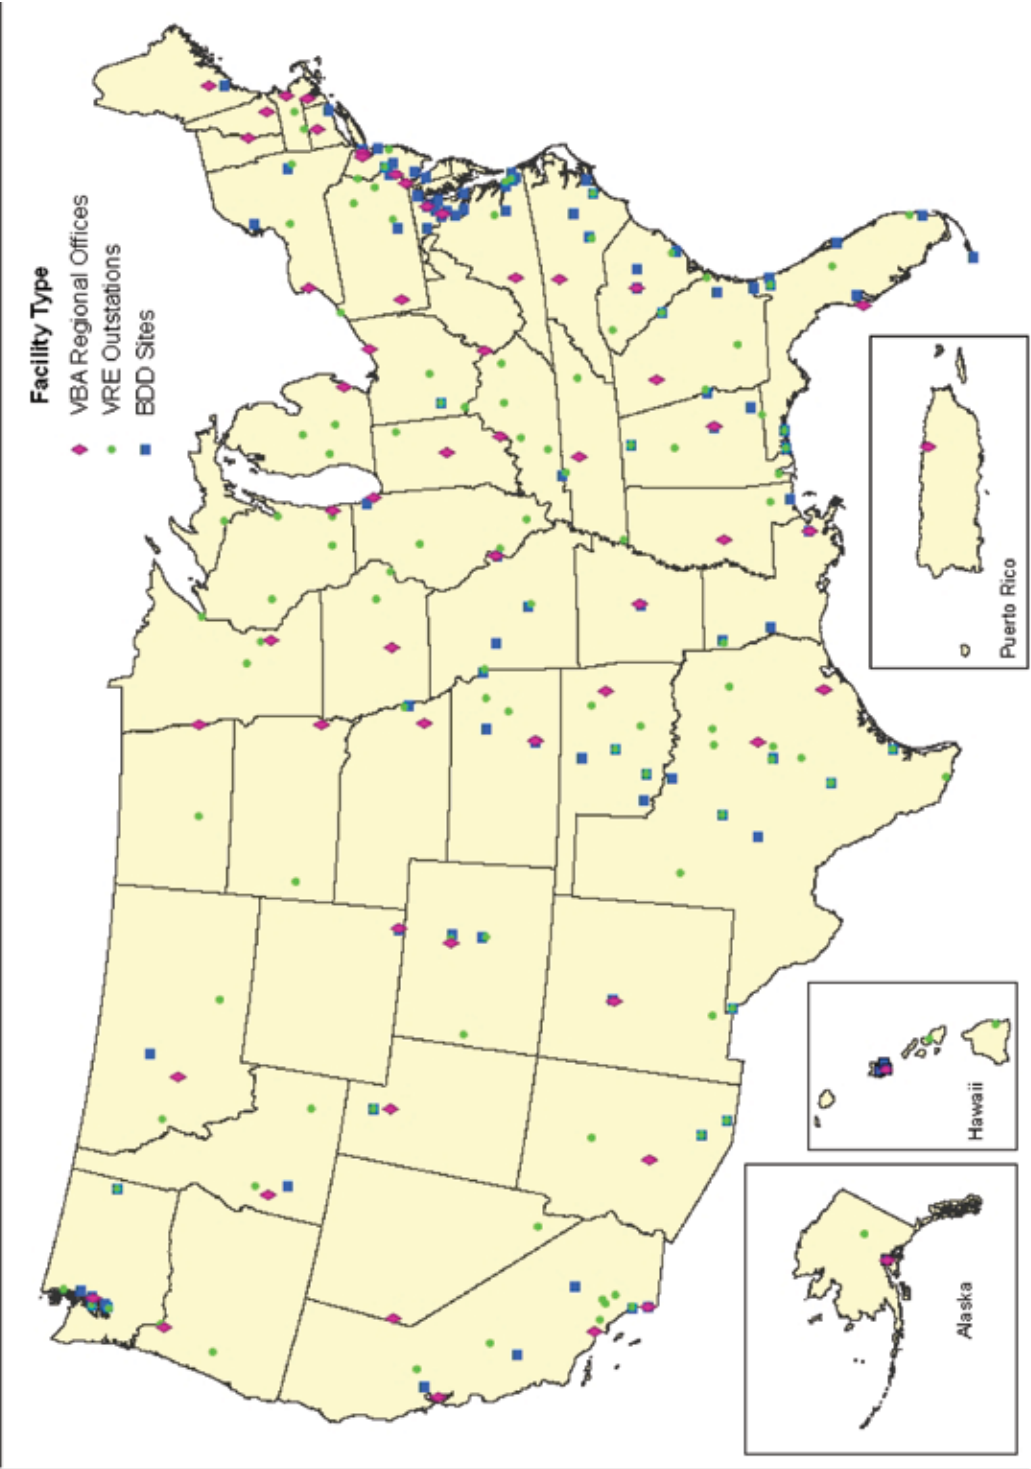 Facility Type
VBA Regional Offices
VRE Outstations
BDD Sites
Alaska
Hawaii
Puerto Rico